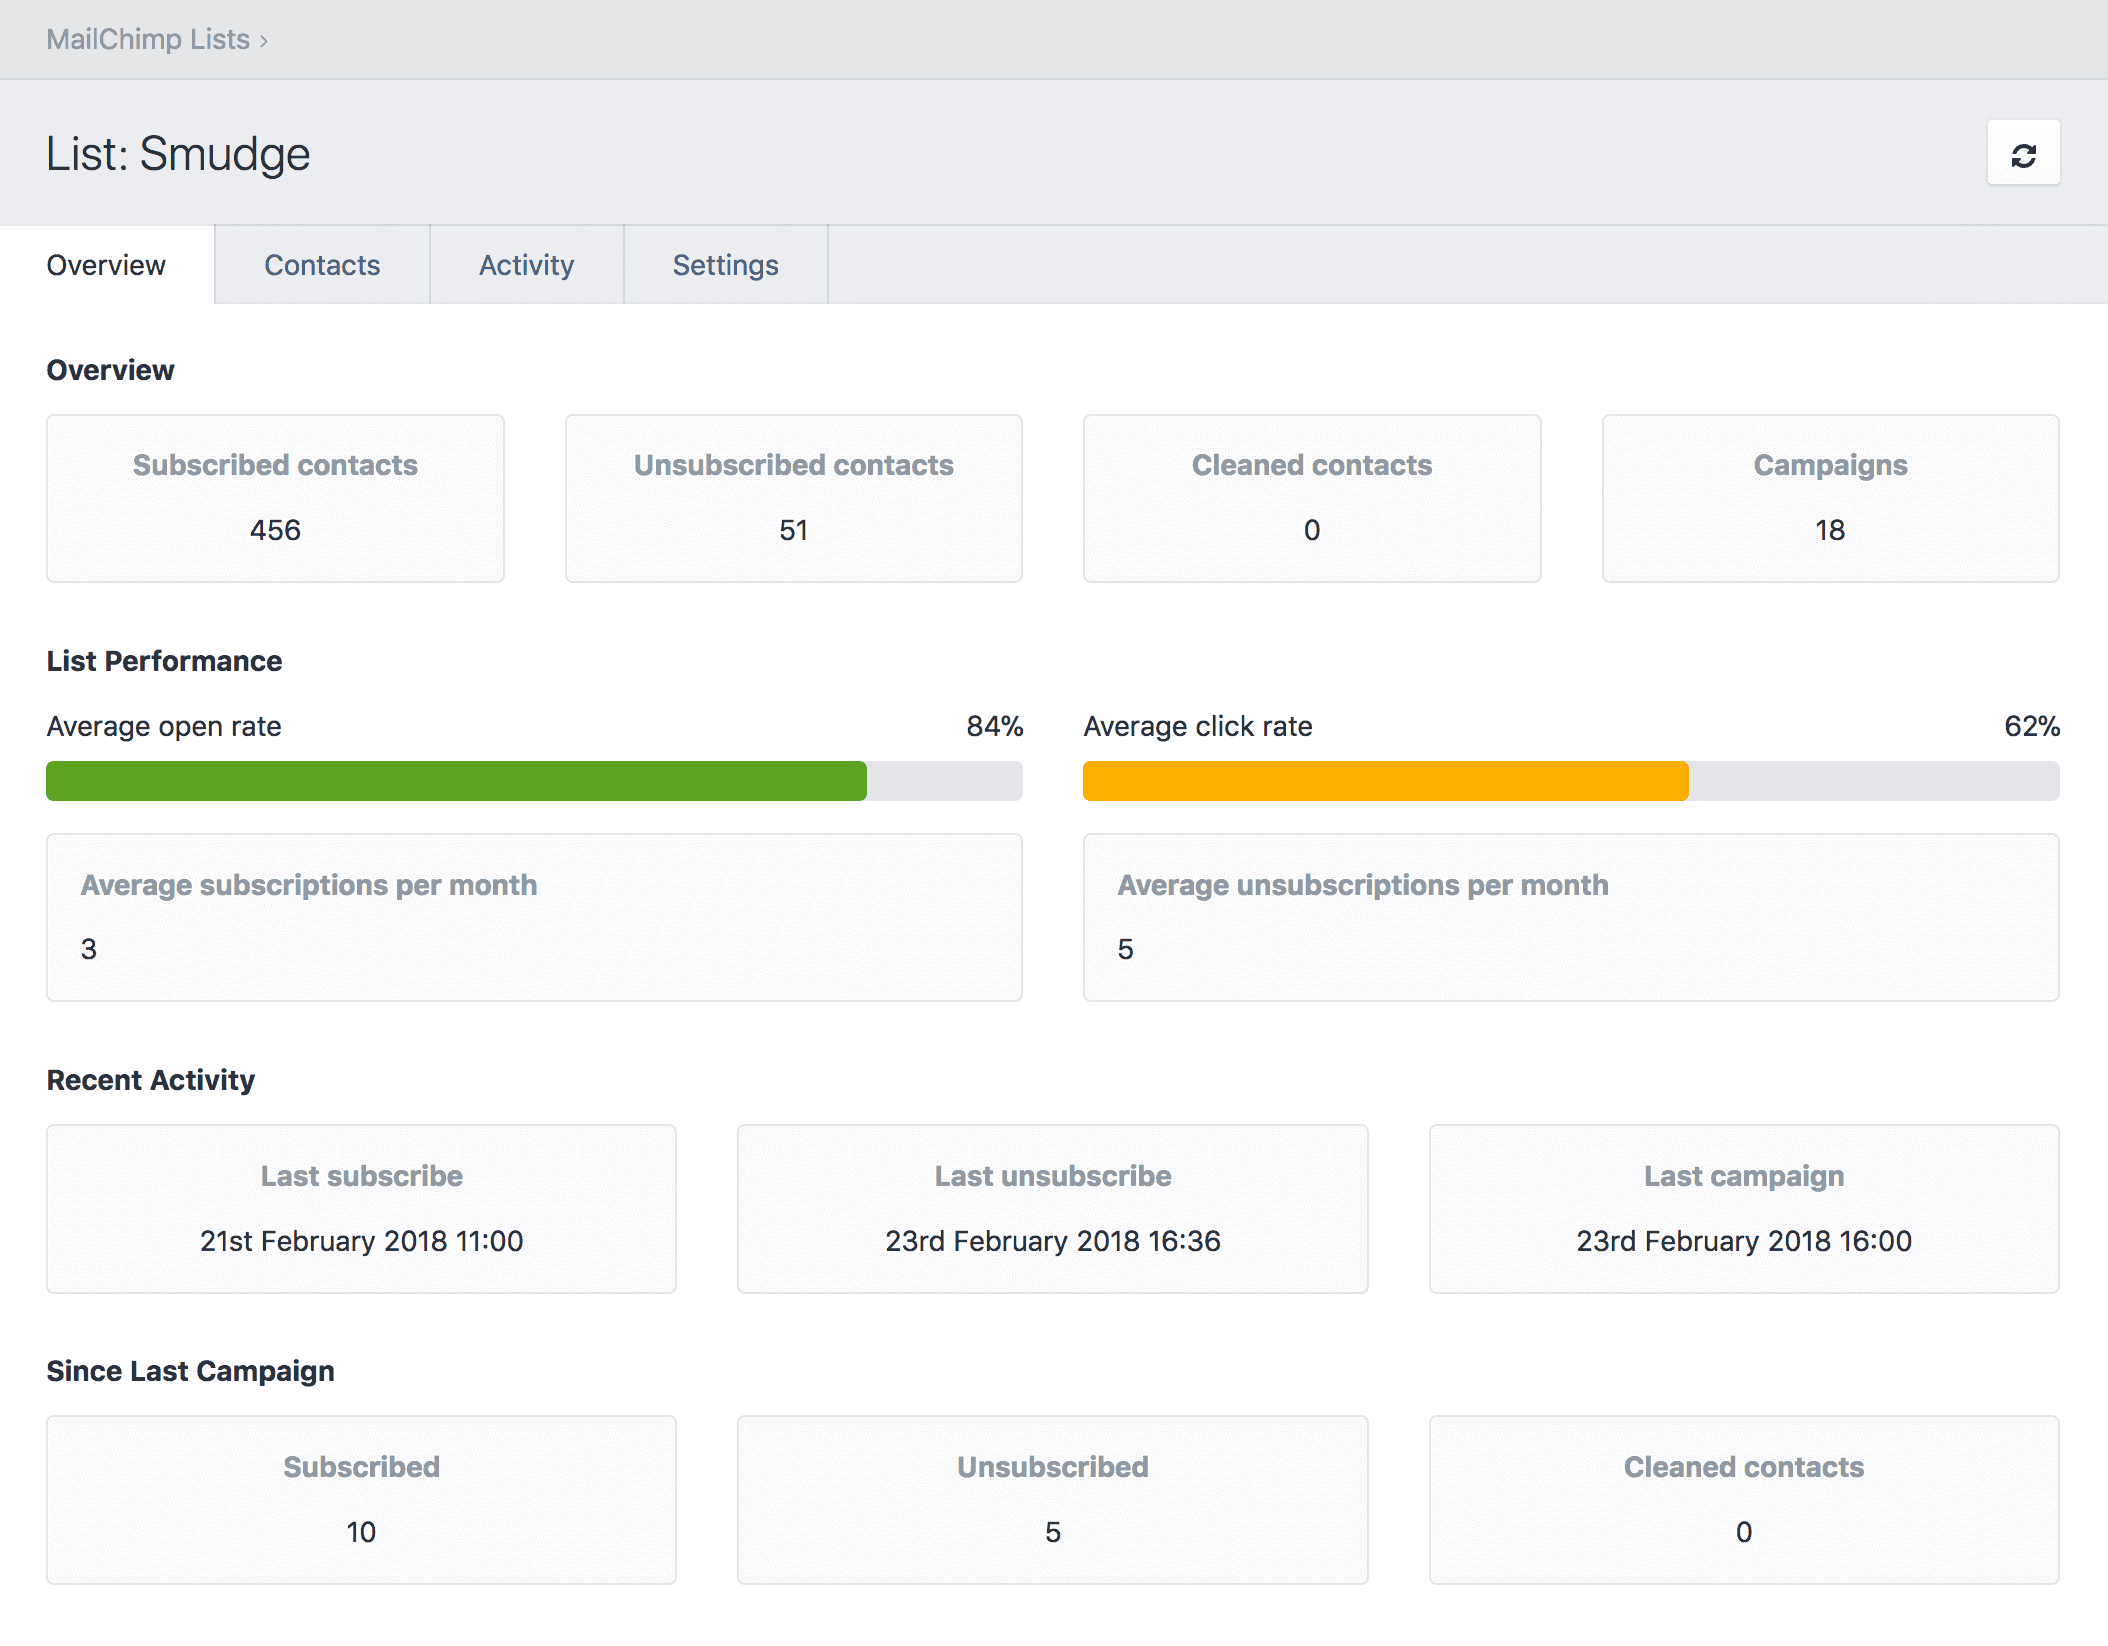 MailChimp Lists ›
List: Smudge
Overview Contacts Activity Settings
Overview
Subscribed contacts Unsubscribed contacts Cleaned contacts Campaigns
456 51 0 18
List Performance
Average open rate 84% Average click rate 62%
Average subscriptions per month Average unsubscriptions per month
3 5
Recent Activity
Last subscribe Last unsubscribe Last campaign
21st February 2018 11:00 23rd February 2018 16:36 23rd February 2018 16:00
Since Last Campaign
Subscribed Unsubscribed Cleaned contacts
10 5 0